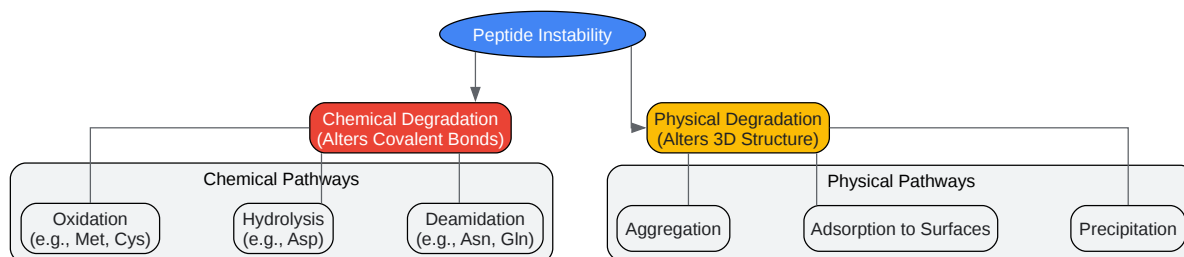 Peptide Instability
Chemical Degradation
(Alters Covalent Bonds)
Physical Degradation
(Alters 3D Structure)
Chemical Pathways
Oxidation
(e.g., Met, Cys)
Hydrolysis
(e.g., Asp)
Deamidation
(e.g., Asn, Gln)
Physical Pathways
Aggregation
Adsorption to Surfaces
Precipitation